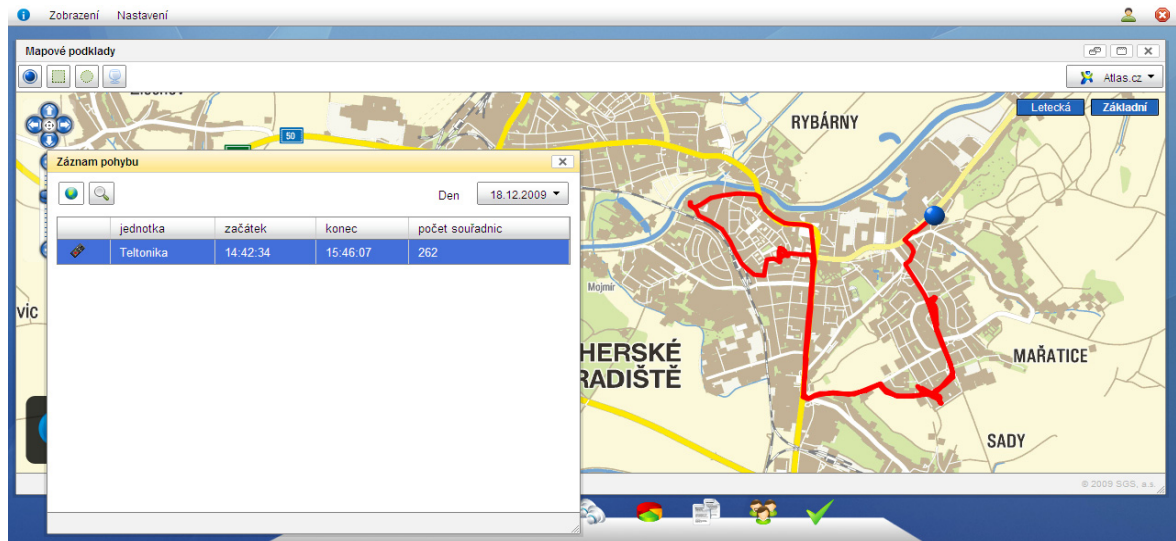 Zobrazení Nastavení
Mapové podklady
Atlas.cz
Letecká Základní
50
RYBÁRNY
Záznam pohybu
Den 18.12.2009
jednotka začátek konec počet souřadnic
Teltonika 14:42:34 15:46:07 262
Mojmír
VIC
HERSKÉ
RADIŠTĚ
MAŘATICE
SADY
© 2009 SGS, a.s.